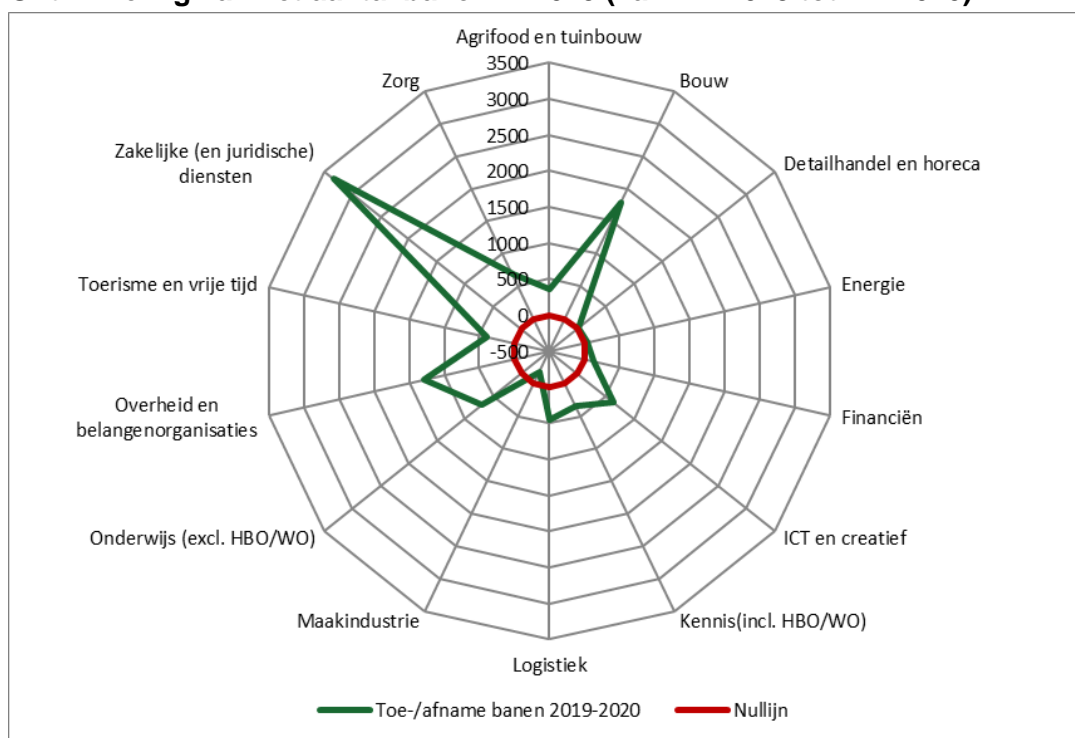 Agrifood en tuinbouw
3500
3000
2500
2000
1500
1000
500
0
-500
Bouw
Detailhandel en horeca
Energie
Financiën
ICT en creatief
Kennis(incl. HBO/WO)
Logistiek
Maakindustrie
Onderwijs (excl. HBO/WO)
Overheid en
belangenorganisaties
Toerisme en vrije tijd
Zakelijke (en juridische)
diensten
Zorg
Toe-/afname banen 2019-2020
Nullijn